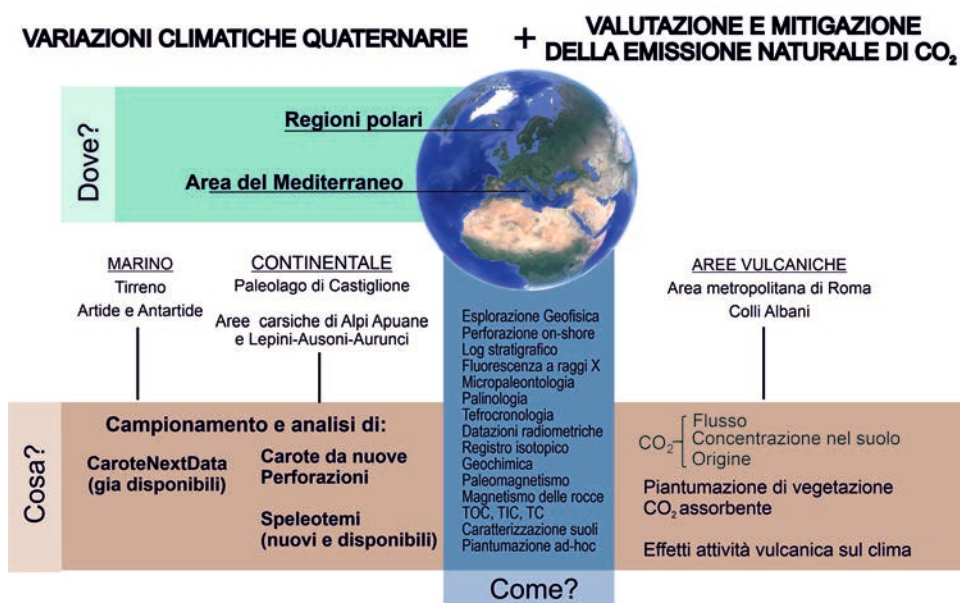 VARIAZIONI CLIMATICHE QUATERNARIE
+
VALUTAZIONE E MITIGAZIONE
DELLA EMISSIONE NATURALE DI CO₂
Dove?
Regioni polari
Area del Mediterraneo
MARINO
Tirreno
Artide e Antartide
CONTINENTALE
Paleolago di Castiglione
Aree carsiche di Alpi Apuane
e Lepini-Ausoni-Aurunci
AREE VULCANICHE
Area metropolitana di Roma
Colli Albani
Cosa?
Campionamento e analisi di:
CaroteNextData
(gia disponibili)
Carote da nuove
Perforazioni
Speleotemi
(nuovi e disponibili)
Esplorazione Geofisica
Perforazione on-shore
Log stratigrafico
Fluorescenza a raggi X
Micropaleontologia
Palinologia
Tefrocronologia
Datazioni radiometriche
Registro isotopico
Geochimica
Paleomagnetismo
Magnetismo delle rocce
TOC, TIC, TC
Caratterizzazione suoli
Piantumazione ad-hoc
Come?
CO₂
Flusso
Concentrazione nel suolo
Origine
Piantumazione di vegetazione
CO₂ assorbente
Effetti attività vulcanica sul clima